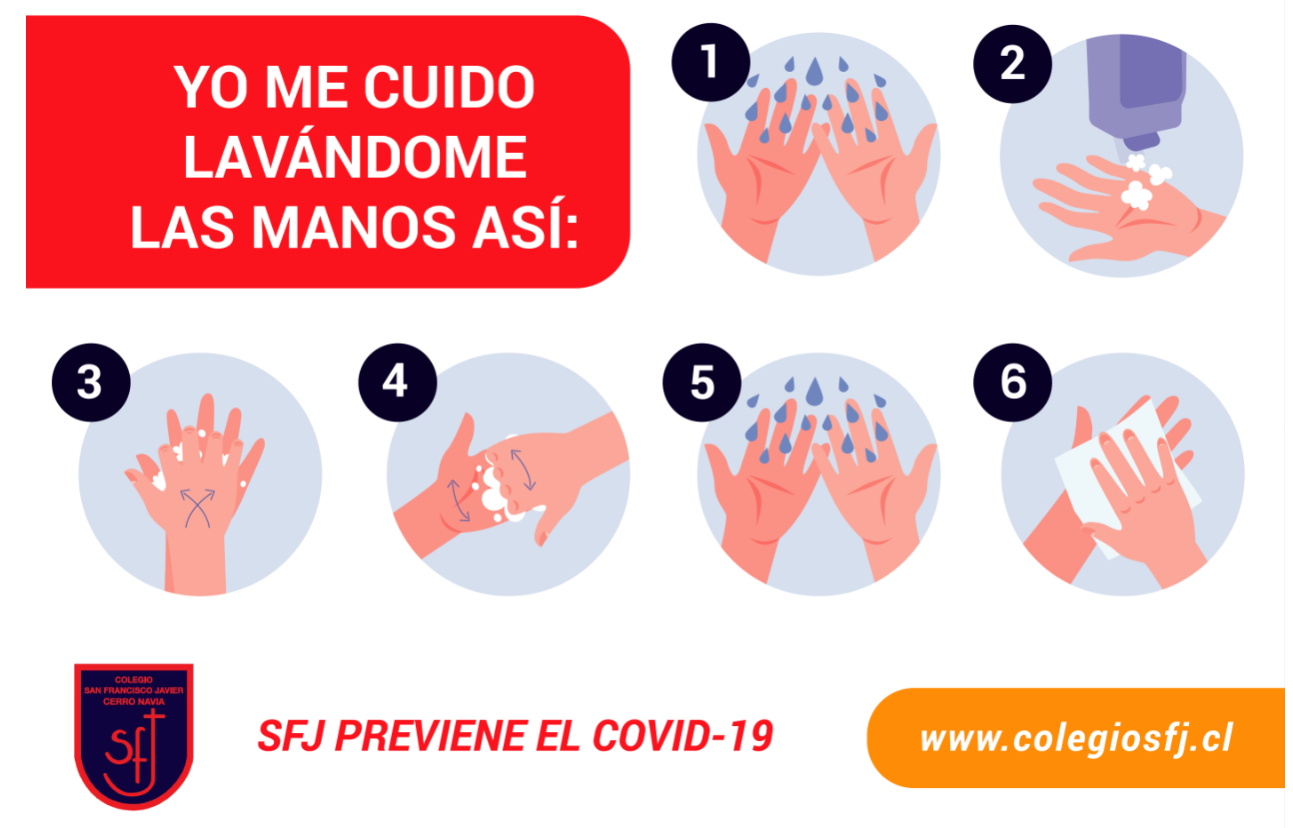 YO ME CUIDO
LAVÁNDOME
LAS MANOS ASÍ:
1
2
3
4
5
6
COLEGIO
SAN FRANCISCO JAVIER
CERRO NAVIA
SFJ
SFJ PREVIENE EL COVID-19
www.colegiosfj.cl